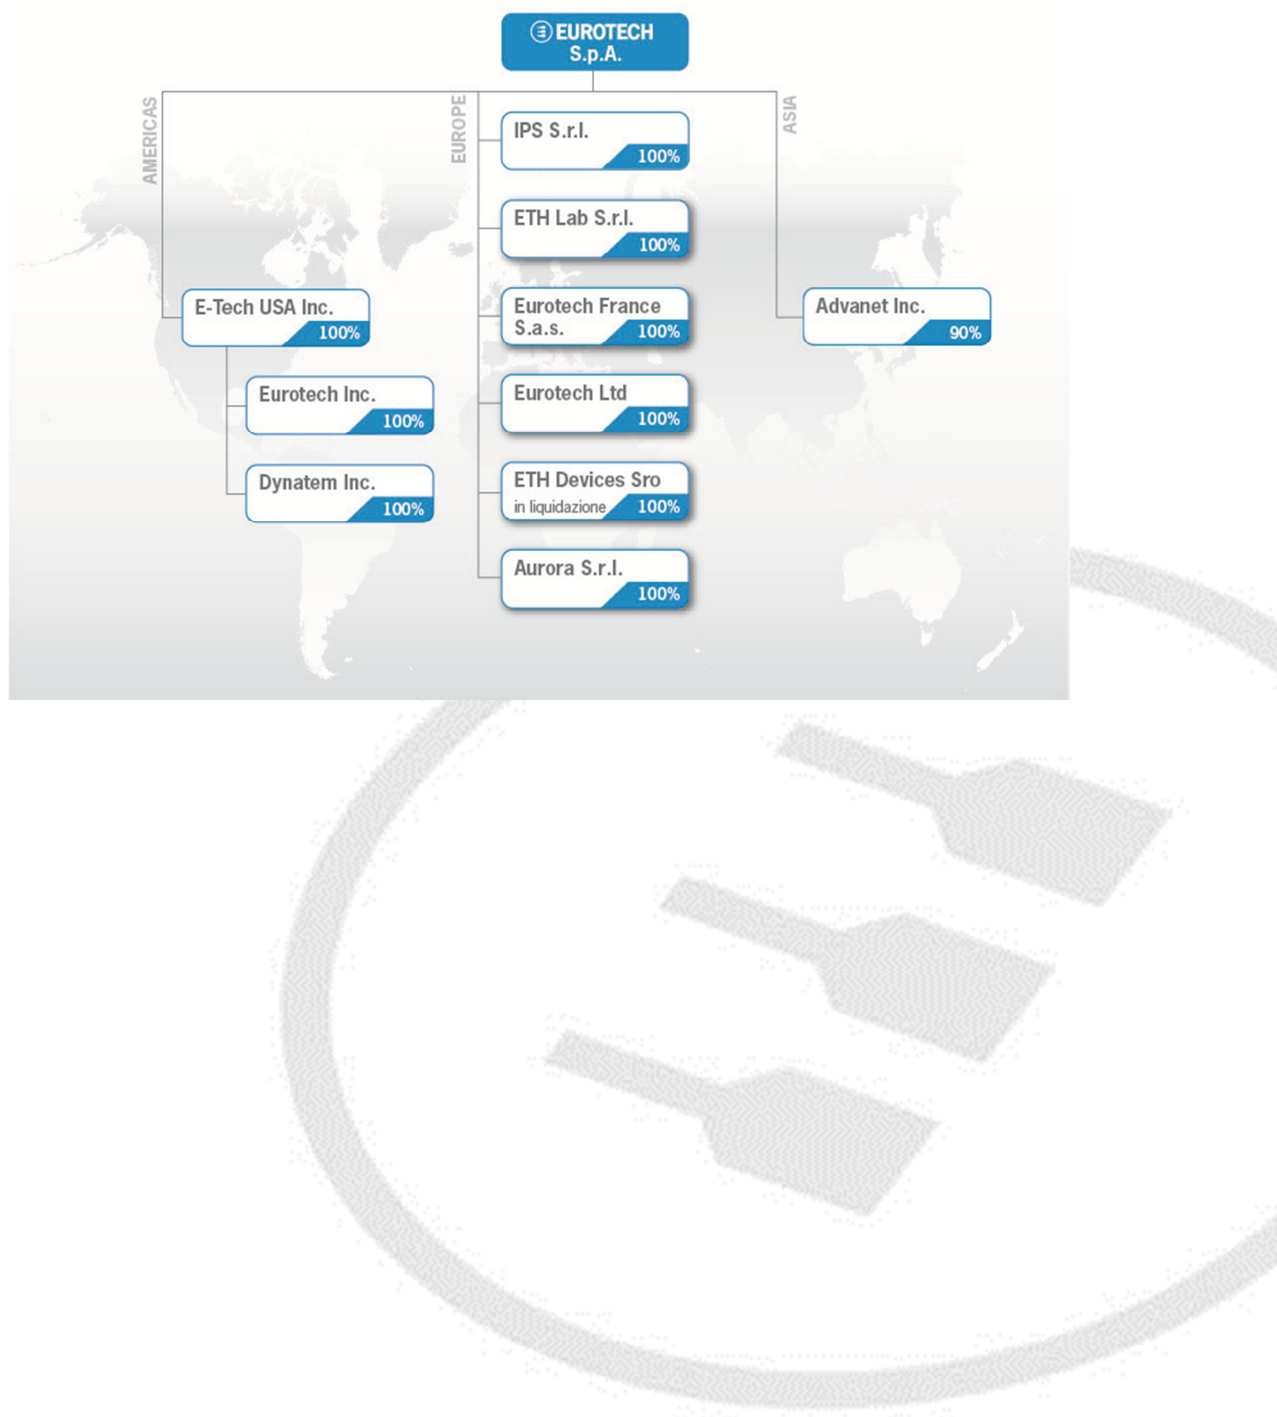 EUROTECH
S.p.A.
AMERICAS
EUROPE
ASIA
IPS S.r.l.
100%
ETH Lab S.r.l.
100%
E-Tech USA Inc.
100%
Eurotech France
S.a.s.
100%
Advanet Inc.
90%
Eurotech Inc.
100%
Eurotech Ltd
100%
Dynatem Inc.
100%
ETH Devices Sro
in liquidazione
100%
Aurora S.r.l.
100%